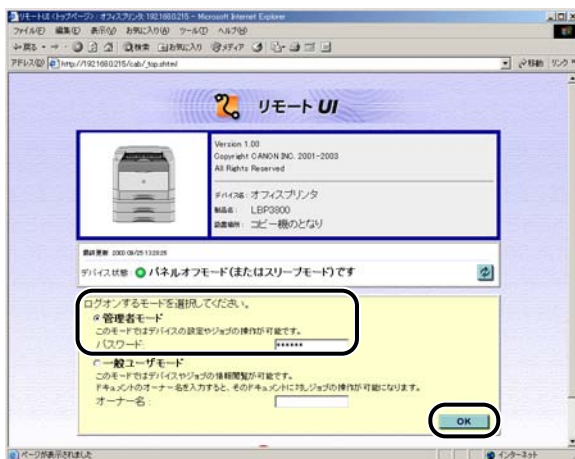 リモートUI <トップページ> : オフィスプリンタ: 192.168.0.215 - Microsoft Internet Explorer
ファイル(F) 編集(E) 表示(V) お気に入り(A) ツール(T) ヘルプ(H)
戻る 検索 お気に入り メディア
アドレス(D) http://192.168.0.215/cab/_top.shtml 移動 リンク
リモート UI
Version 1.00
Copyright CANON INC. 2001-2003
All Rights Reserved
デバイス名: オフィスプリンタ
製品名: LBP3800
設置場所: コピー機のとなり
最終更新
デバイス状態: パネルオフモード(またはスリープモード)です
ログオンするモードを選択してください。
管理者モード
このモードではデバイスの設定やジョブの操作が可能です。
パスワード: ******
一般ユーザモード
このモードではデバイスやジョブの情報閲覧が可能です。
ドキュメントのオーナー名を入力すると、そのドキュメントに対しジョブの操作が可能になります。
オーナー名:
OK
ページが表示されました インターネット